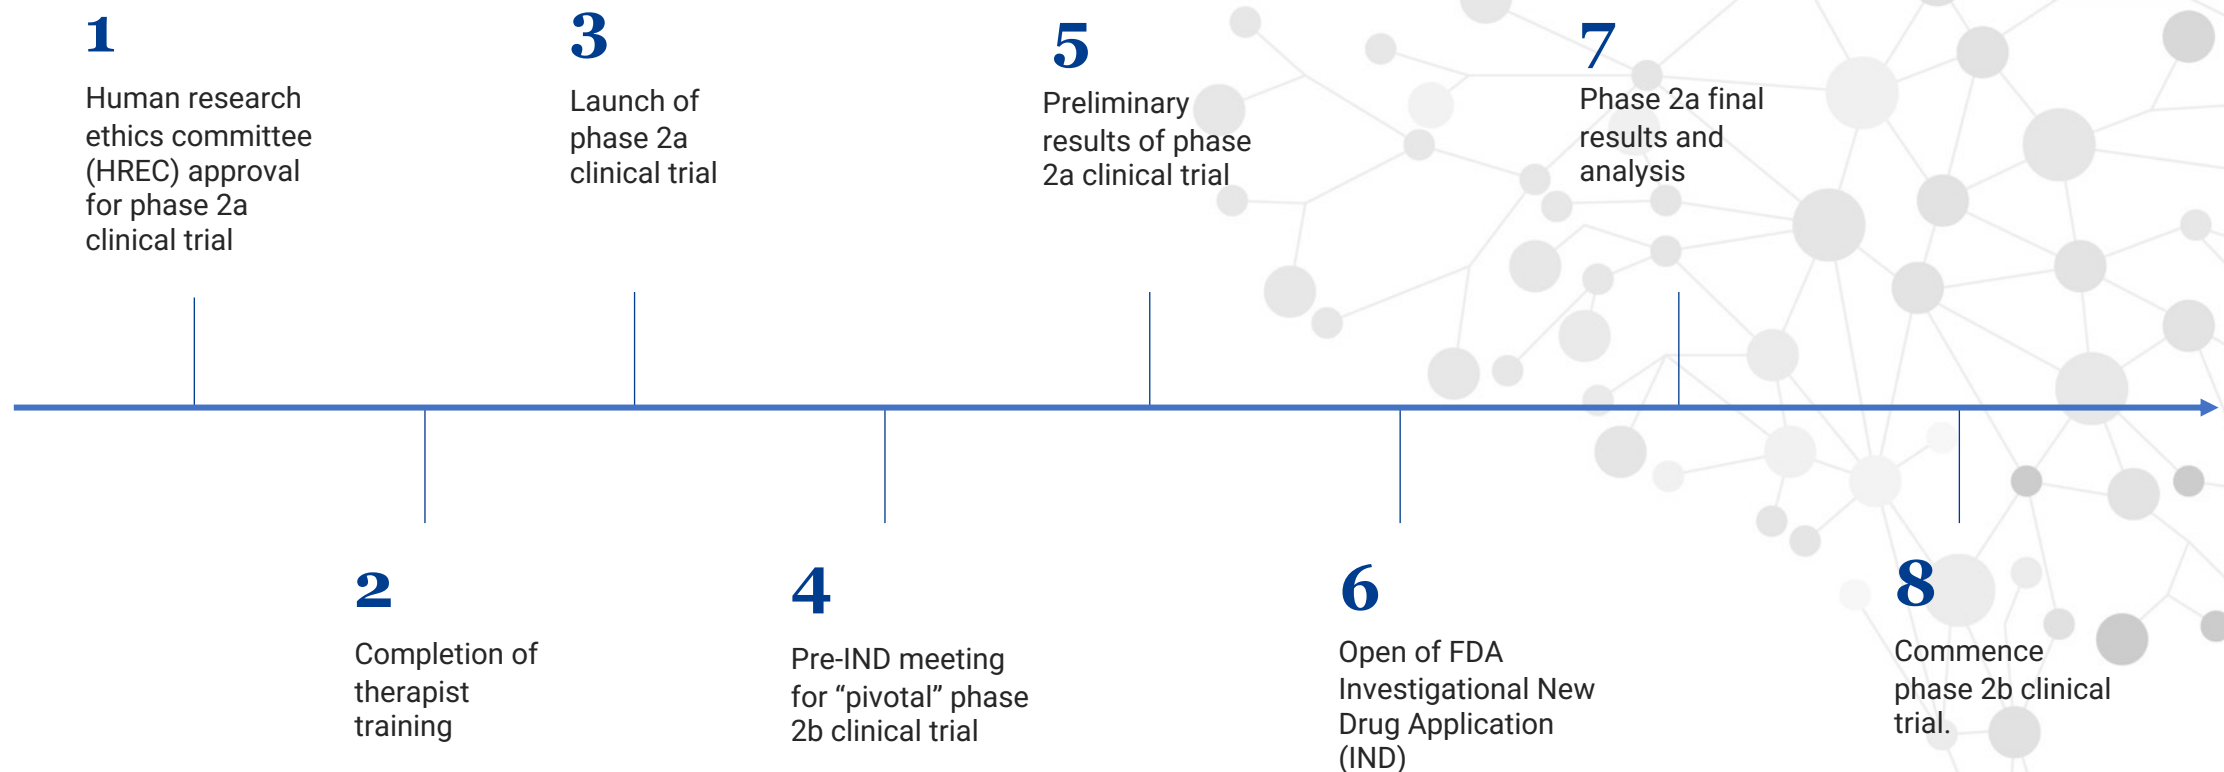 1
Human research
ethics committee
(HREC) approval
for phase 2a
clinical trial
2
Completion of
therapist
training
3
Launch of
phase 2a
clinical trial
4
Pre-IND meeting
for “pivotal” phase
2b clinical trial
5
Preliminary
results of phase
2a clinical trial
6
Open of FDA
Investigational New
Drug Application
(IND)
7
Phase 2a final
results and
analysis
8
Commence
phase 2b clinical
trial.